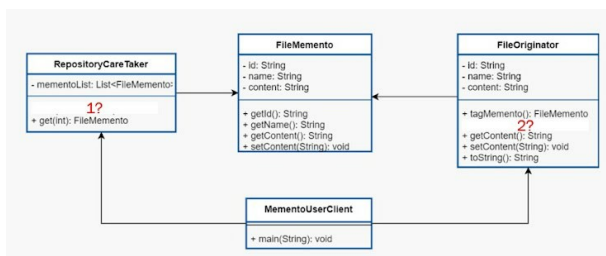 RepositoryCareTaker
- mementoList: List<FileMemento>
1?
+ get(int): FileMemento
FileMemento
- id: String
- name: String
- content: String
+ getId(): String
+ getName(): String
+ getContent(): String
+ setContent(String): void
FileOriginator
- id: String
- name: String
- content: String
+ tagMemento(): FileMemento
2?
+ getContent(): String
+ setContent(String): void
+ toString(): String
MementoUserClient
+ main(String): void